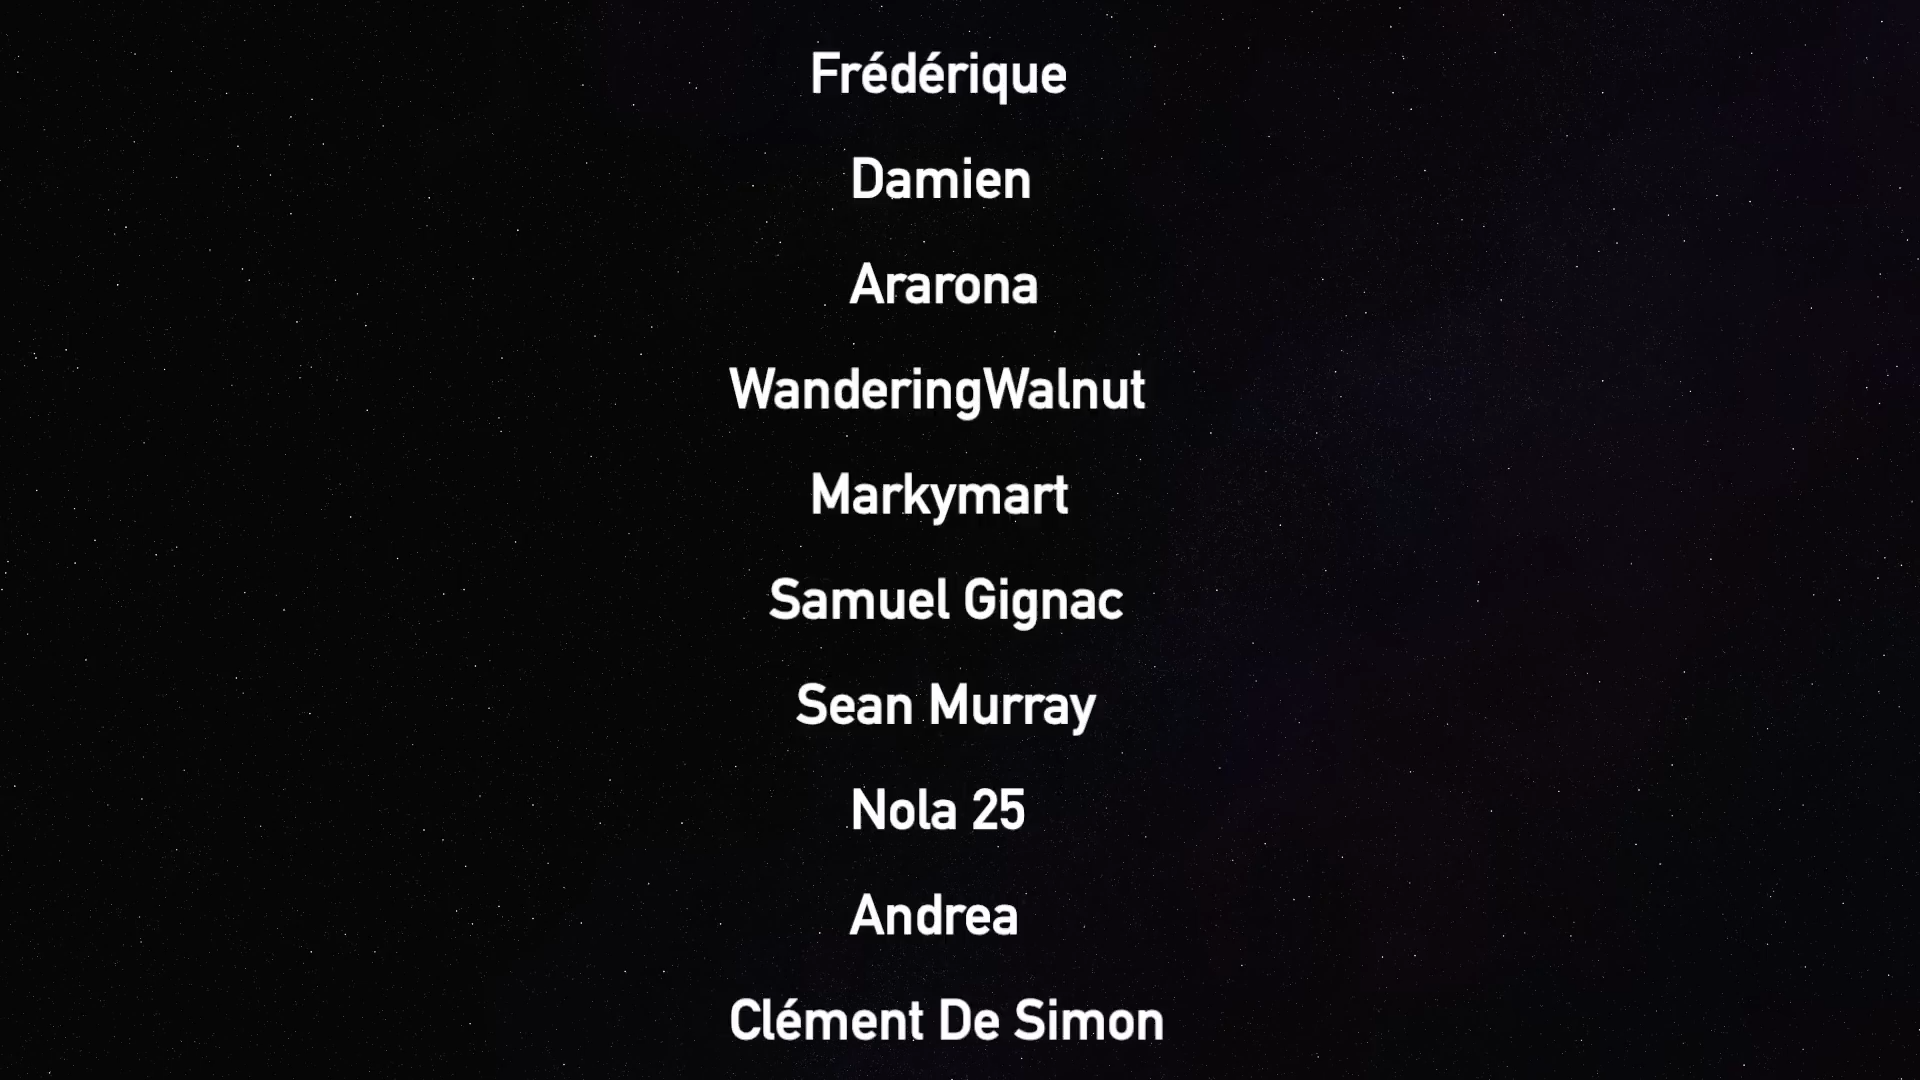 Frédérique
Damien
Ararona
WanderingWalnut
Markymart
Samuel Gignac
Sean Murray
Nola 25
Andrea
Clément De Simon